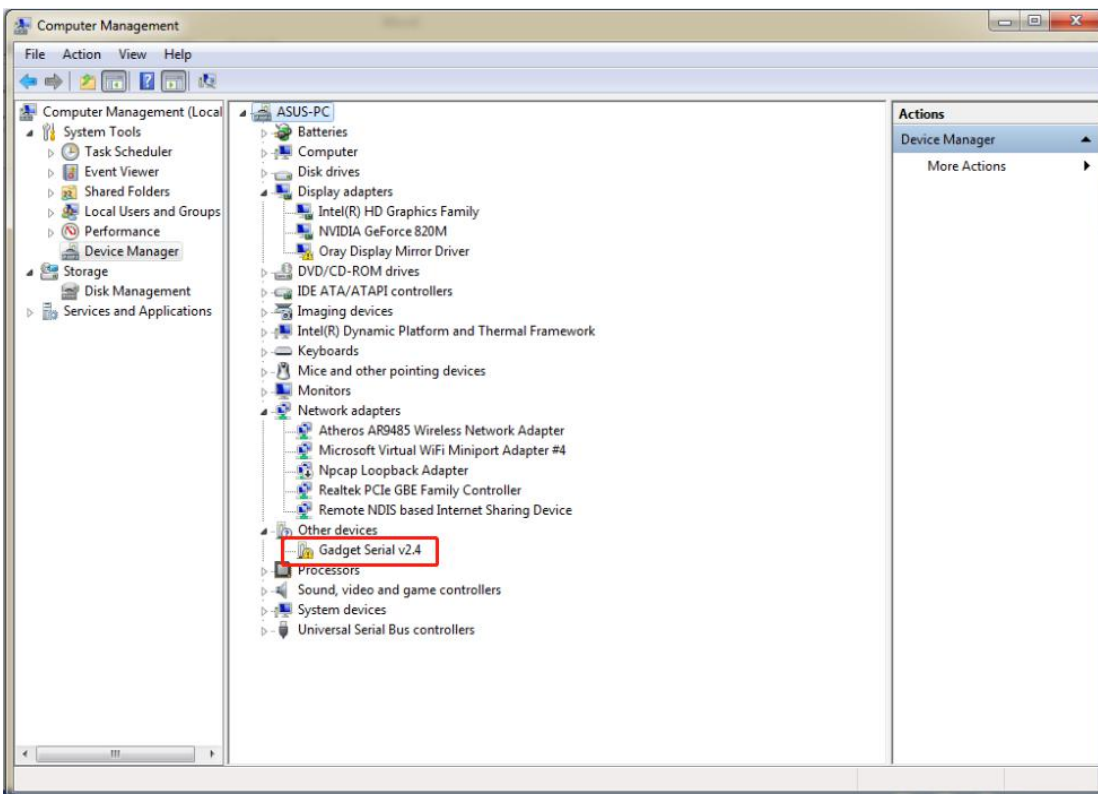 Computer Management
File Action View Help
Computer Management (Local
System Tools
Task Scheduler
Event Viewer
Shared Folders
Local Users and Groups
Performance
Device Manager
Storage
Disk Management
Services and Applications
ASUS-PC
Batteries
Computer
Disk drives
Display adapters
Intel(R) HD Graphics Family
NVIDIA GeForce 820M
Oray Display Mirror Driver
DVD/CD-ROM drives
IDE ATA/ATAPI controllers
Imaging devices
Intel(R) Dynamic Platform and Thermal Framework
Keyboards
Mice and other pointing devices
Monitors
Network adapters
Atheros AR9485 Wireless Network Adapter
Microsoft Virtual WiFi Miniport Adapter #4
Npcap Loopback Adapter
Realtek PCIe GBE Family Controller
Remote NDIS based Internet Sharing Device
Other devices
Gadget Serial v2.4
Processors
Sound, video and game controllers
System devices
Universal Serial Bus controllers
Actions
Device Manager
More Actions